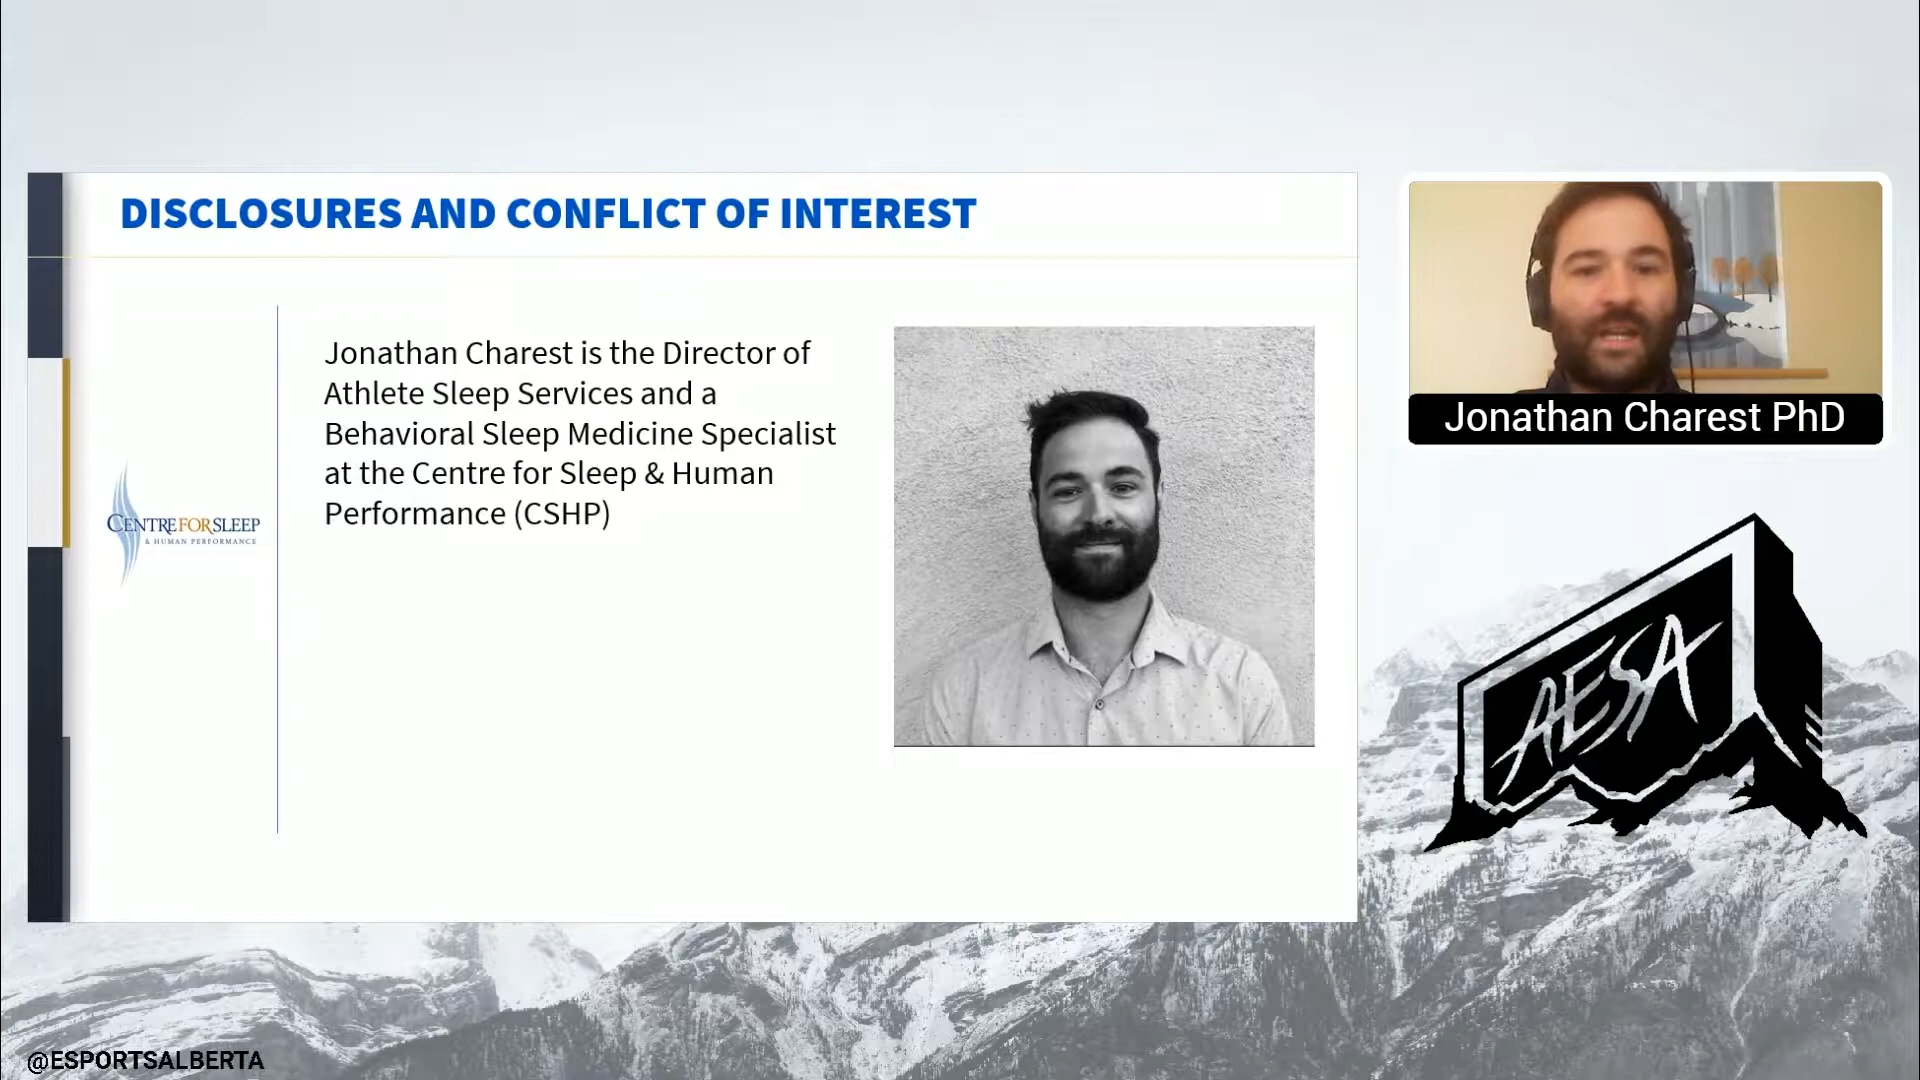 DISCLOSURES AND CONFLICT OF INTEREST
Jonathan Charest is the Director of
Athlete Sleep Services and a
Behavioral Sleep Medicine Specialist
at the Centre for Sleep & Human
Performance (CSHP)
CENTRE FOR SLEEP
& HUMAN PERFORMANCE
Jonathan Charest PhD
AESA
@ESPORTSALBERTA